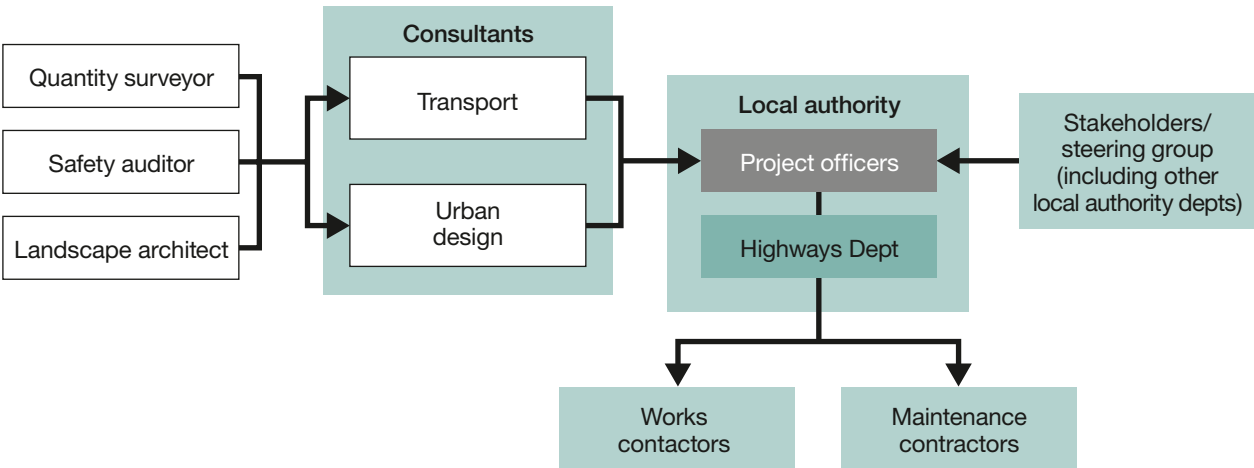 Quantity surveyor
Safety auditor
Landscape architect
Consultants
Transport
Urban
design
Local authority
Project officers
Highways Dept
Stakeholders/
steering group
(including other
local authority depts)
Works
contactors
Maintenance
contractors